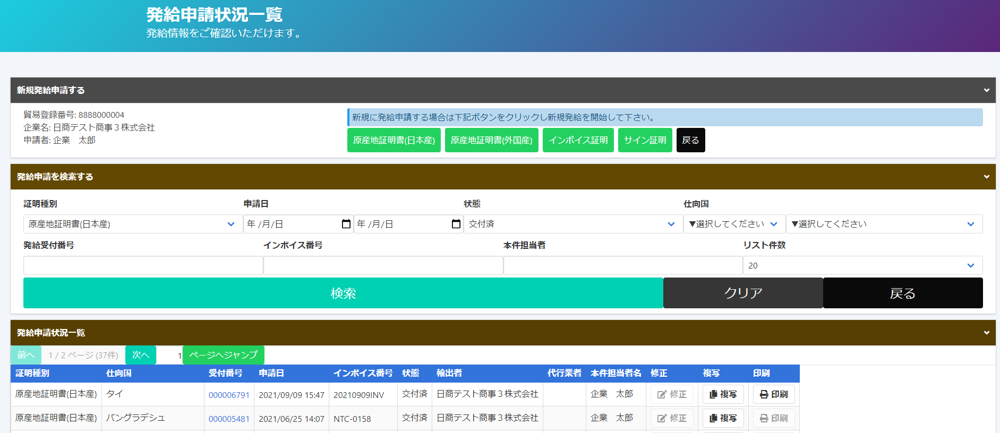 発給申請状況一覧
発給情報をご確認いただけます。
新規発給申請する
貿易登録番号: 8888000004
企業名: 日商テスト商事３株式会社
申請者: 企業　太郎
新規に発給申請する場合は下記ボタンをクリックし新規発給を開始して下さい。
原産地証明書(日本産) 原産地証明書(外国産) インボイス証明 サイン証明 戻る
発給申請を検索する
証明種別 申請日 状態 仕向国
原産地証明書(日本産) 年 /月/日 年 /月/日 交付済 ▼選択してください ▼選択してください
発給受付番号 インボイス番号 本件担当者 リスト件数
20
検索 クリア 戻る
発給申請状況一覧
前へ 1 / 2 ページ (37件) 次へ 1 ページへジャンプ
証明種別 仕向国 受付番号 申請日 インボイス番号 状態 輸出者 代行業者 本件担当者名 修正 複写 印刷
原産地証明書(日本産) タイ 000006791 2021/09/09 15:47 20210909INV 交付済 日商テスト商事３株式会社 企業　太郎 修正 複写 印刷
原産地証明書(日本産) バングラデシュ 000005481 2021/06/25 14:07 NTC-0158 交付済 日商テスト商事３株式会社 企業　太郎 修正 複写 印刷